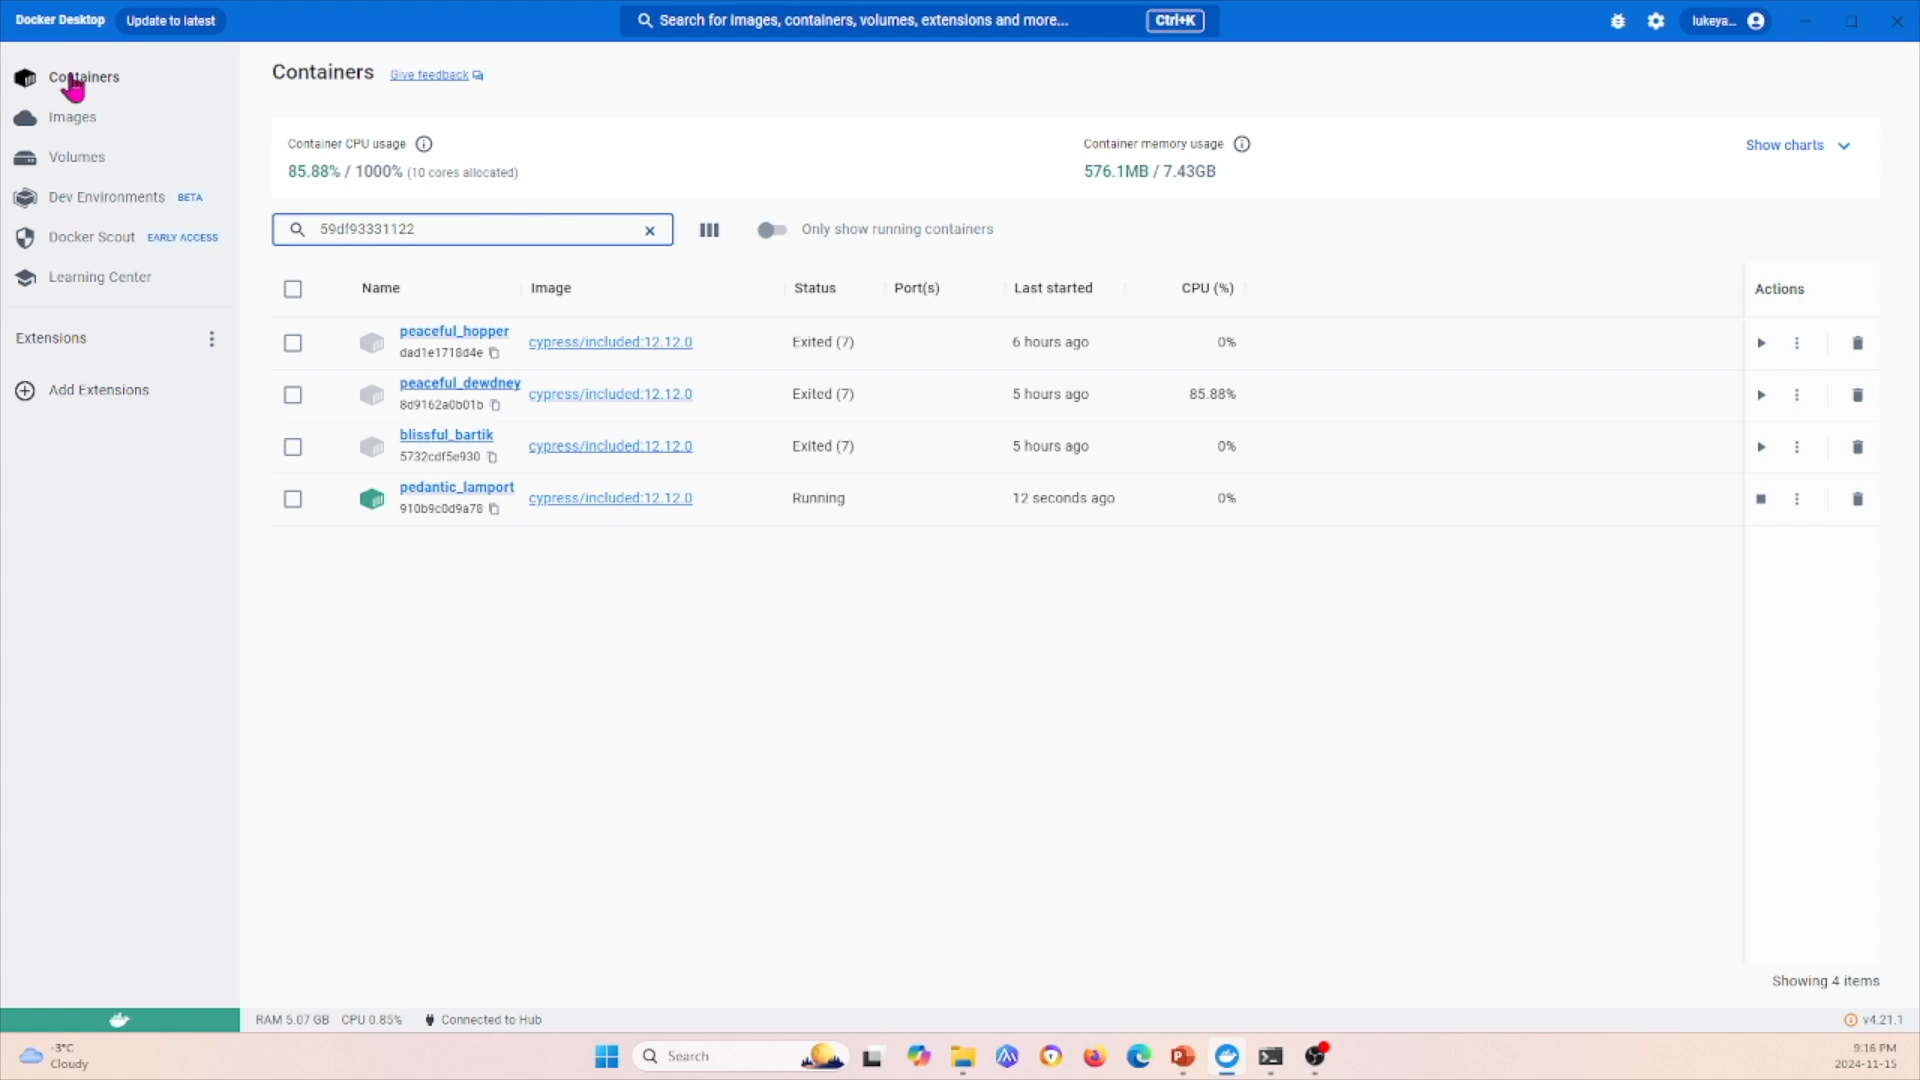 Docker Desktop Update to latest Search for images, containers, volumes, extensions and more... Ctrl+K lukeya...
Containers
Images
Volumes
Dev Environments BETA
Docker Scout EARLY ACCESS
Learning Center
Extensions
Add Extensions
Containers Give feedback
Container CPU usage
85.88% / 1000% (10 cores allocated)
Container memory usage
576.1MB / 7.43GB
Show charts
59df93331122
Only show running containers
Name Image Status Port(s) Last started CPU (%) Actions
peaceful_hopper
dad1e1718d4e
cypress/included:12.12.0 Exited (7) 6 hours ago 0%
peaceful_dewdney
8d9162a0b01b
cypress/included:12.12.0 Exited (7) 5 hours ago 85.88%
blissful_bartik
5732cdf5e930
cypress/included:12.12.0 Exited (7) 5 hours ago 0%
pedantic_lamport
910b9c0d9a78
cypress/included:12.12.0 Running 12 seconds ago 0%
Showing 4 items
RAM 5.07 GB CPU 0.85% Connected to Hub v4.21.1
-3°C
Cloudy
Search
9:16 PM
2024-11-15